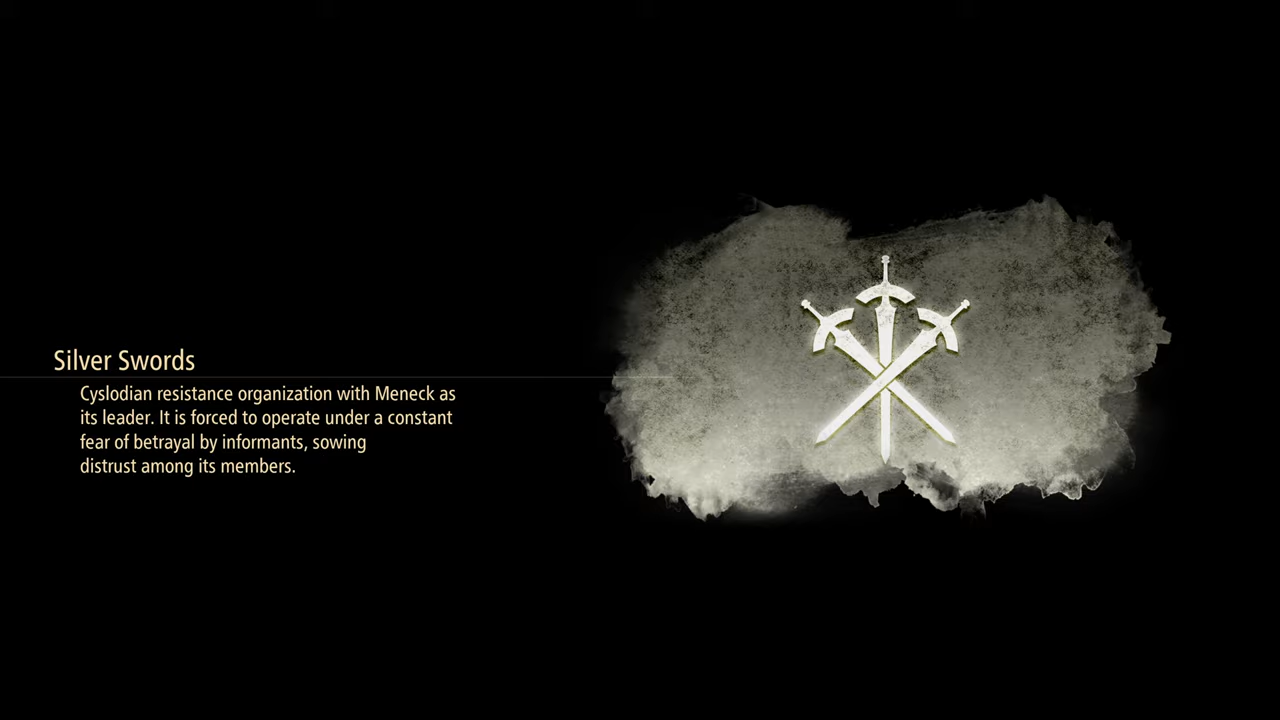 Silver Swords
Cyslodian resistance organization with Meneck as
its leader. It is forced to operate under a constant
fear of betrayal by informants, sowing
distrust among its members.